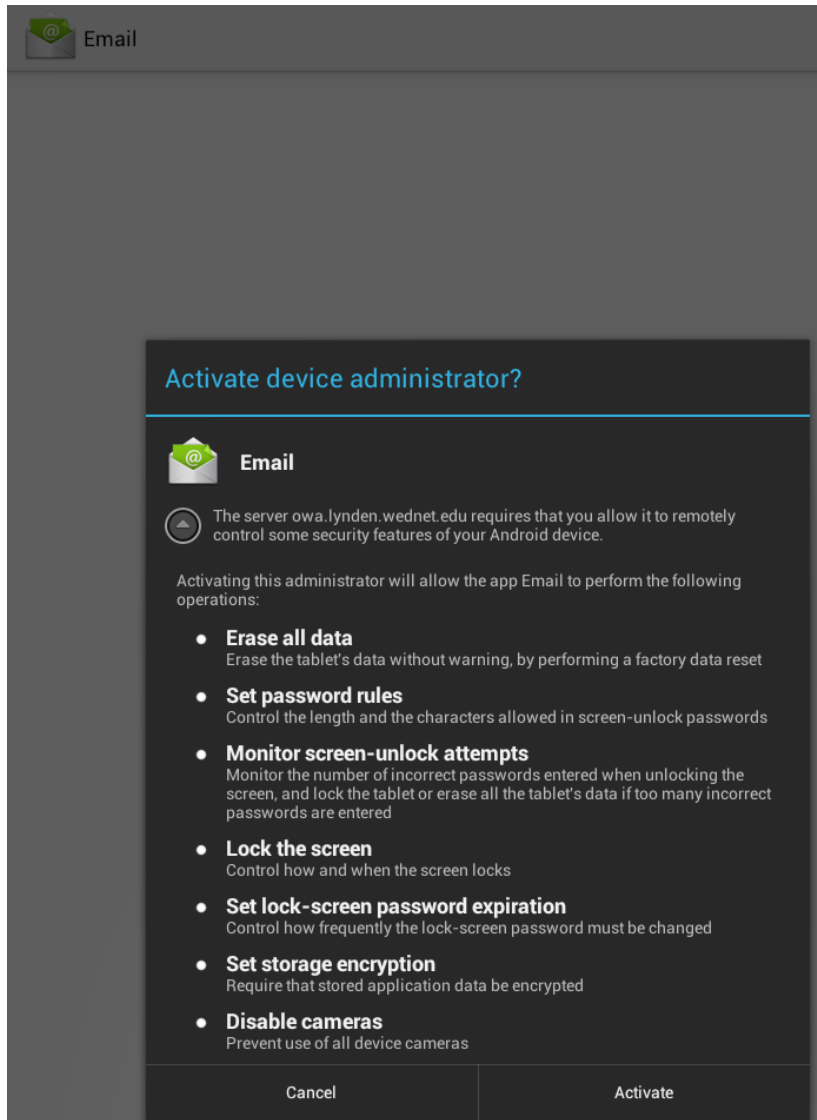 Email
Activate device administrator?
Email
The server owa.lynden.wednet.edu requires that you allow it to remotely
control some security features of your Android device.
Activating this administrator will allow the app Email to perform the following
operations:
Erase all data
Erase the tablet's data without warning, by performing a factory data reset
Set password rules
Control the length and the characters allowed in screen-unlock passwords
Monitor screen-unlock attempts
Monitor the number of incorrect passwords entered when unlocking the
screen, and lock the tablet or erase all the tablet's data if too many incorrect
passwords are entered
Lock the screen
Control how and when the screen locks
Set lock-screen password expiration
Control how frequently the lock-screen password must be changed
Set storage encryption
Require that stored application data be encrypted
Disable cameras
Prevent use of all device cameras
Cancel
Activate